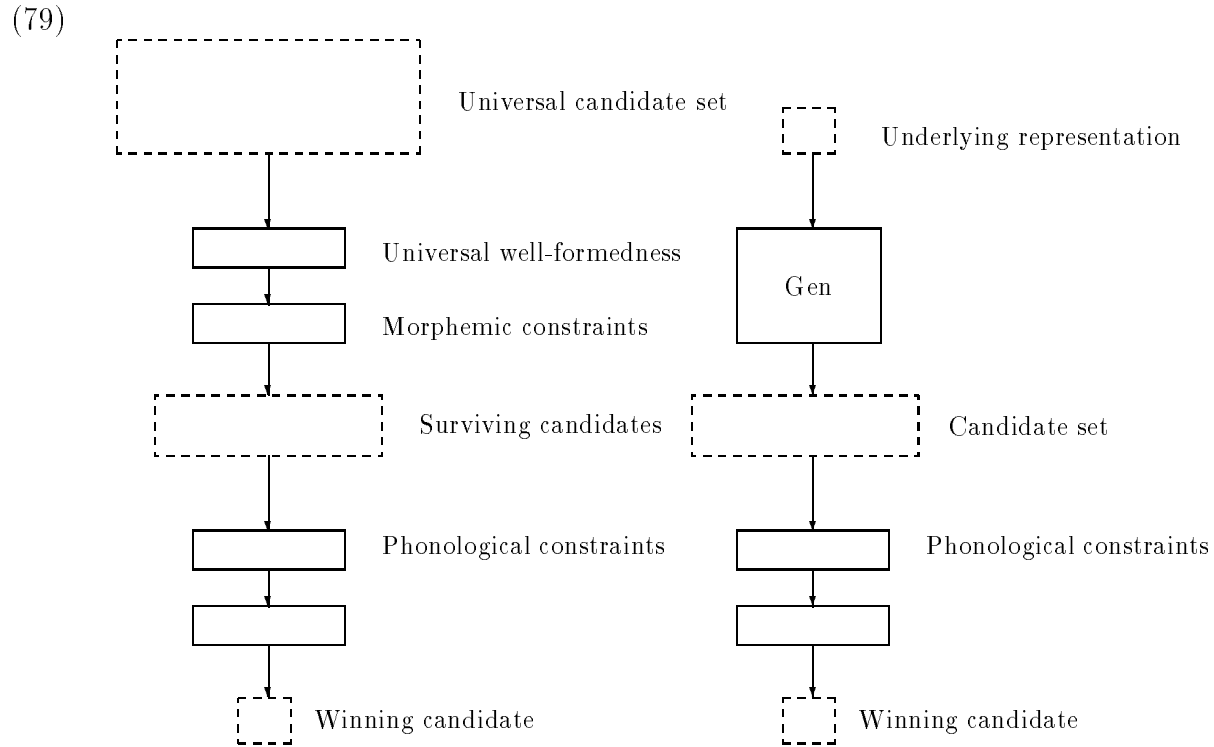 (79)
Universal candidate set
Underlying representation
Universal well-formedness
Gen
Morphemic constraints
Surviving candidates
Candidate set
Phonological constraints
Phonological constraints
Winning candidate
Winning candidate